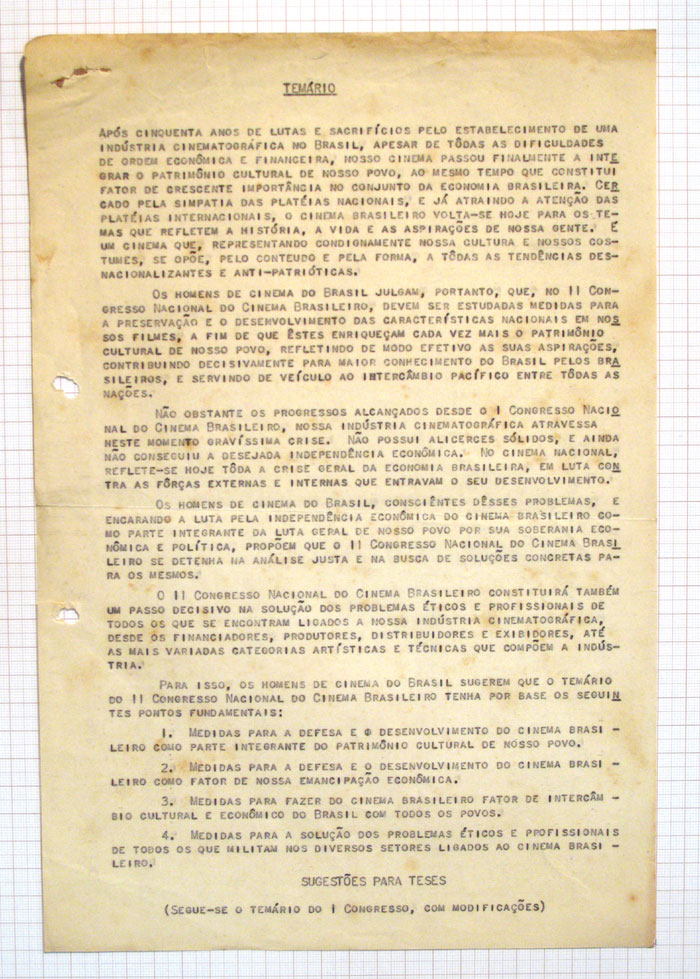 TEMÁRIO
APÓS CINQUENTA ANOS DE LUTAS E SACRIFÍCIOS PELO ESTABELECIMENTO DE UMA
INDÚSTRIA CINEMATOGRÁFICA NO BRASIL, APESAR DE TÔDAS AS DIFICULDADES
DE ORDEM ECONÔMICA E FINANCEIRA, NOSSO CINEMA PASSOU FINALMENTE A INTE
GRAR O PATRIMÔNIO CULTURAL DE NOSSO POVO, AO MESMO TEMPO QUE CONSTITUI
FATOR DE CRESCENTE IMPORTÂNCIA NO CONJUNTO DA ECONOMIA BRASILEIRA. CER
CADO PELA SIMPATIA DAS PLATÉIAS NACIONAIS, E JÁ ATRAINDO A ATENÇÃO DAS
PLATÉIAS INTERNACIONAIS, O CINEMA BRASILEIRO VOLTA-SE HOJE PARA OS TE-
MAS QUE REFLETEM A HISTÓRIA, A VIDA E AS ASPIRAÇÕES DE NOSSA GENTE. É
UM CINEMA QUE, REPRESENTANDO CONDIGNAMENTE NOSSA CULTURA E NOSSOS COS-
TUMES, SE OPÕE, PELO CONTEUDO E PELA FORMA, A TÔDAS AS TENDÊNCIAS DES-
NACIONALIZANTES E ANTI-PATRIÓTICAS.
OS HOMENS DE CINEMA DO BRASIL JULGAM, PORTANTO, QUE, NO II CON-
GRESSO NACIONAL DO CINEMA BRASILEIRO, DEVEM SER ESTUDADAS MEDIDAS PARA
A PRESERVAÇÃO E O DESENVOLVIMENTO DAS CARACTERÍSTICAS NACIONAIS EM NOS
SOS FILMES, A FIM DE QUE ÊSTES ENRIQUEÇAM CADA VEZ MAIS O PATRIMÔNIO
CULTURAL DE NOSSO POVO, REFLETINDO DE MODO EFETIVO AS SUAS ASPIRAÇÕES,
CONTRIBUINDO DECISIVAMENTE PARA MAIOR CONHECIMENTO DO BRASIL PELOS BRA
SILEIROS, E SERVINDO DE VEÍCULO AO INTERCÂMBIO PACÍFICO ENTRE TÔDAS AS
NAÇÕES.
NÃO OBSTANTE OS PROGRESSOS ALCANÇADOS DESDE O I CONGRESSO NACIO
NAL DO CINEMA BRASILEIRO, NOSSA INDÚSTRIA CINEMATOGRÁFICA ATRAVESSA
NESTE MOMENTO GRAVÍSSIMA CRISE. NÃO POSSUI ALICERCES SÓLIDOS, E AINDA
NÃO CONSEGUIU A DESEJADA INDEPENDÊNCIA ECONÔMICA. NO CINEMA NACIONAL,
REFLETE-SE HOJE TÔDA A CRISE GERAL DA ECONOMIA BRASILEIRA, EM LUTA CON
TRA AS FÔRÇAS EXTERNAS E INTERNAS QUE ENTRAVAM O SEU DESENVOLVIMENTO.
OS HOMENS DE CINEMA DO BRASIL, CONSCIÊNTES DÊSSES PROBLEMAS, E
ENCARANDO A LUTA PELA INDEPENDÊNCIA ECONÔMICA DO CINEMA BRASILEIRO CO-
MO PARTE INTEGRANTE DA LUTA GERAL DE NOSSO POVO POR SUA SOBERANIA ECO-
NÔMICA E POLÍTICA, PROPÕEM QUE O II CONGRESSO NACIONAL DO CINEMA BRASI
LEIRO SE DETENHA NA ANÁLISE JUSTA E NA BUSCA DE SOLUÇÕES CONCRETAS PA-
RA OS MESMOS.
O II CONGRESSO NACIONAL DO CINEMA BRASILEIRO CONSTITUIRÁ TAMBÉM
UM PASSO DECISIVO NA SOLUÇÃO DOS PROBLEMAS ÉTICOS E PROFISSIONAIS DE
TODOS OS QUE SE ENCONTRAM LIGADOS A NOSSA INDÚSTRIA CINEMATOGRÁFICA,
DESDE OS FINANCIADORES, PRODUTORES, DISTRIBUIDORES E EXIBIDORES, ATÉ
AS MAIS VARIADAS CATEGORIAS ARTÍSTICAS E TÉCNICAS QUE COMPÕEM A INDÚS-
TRIA.
PARA ISSO, OS HOMENS DE CINEMA DO BRASIL SUGEREM QUE O TEMÁRIO
DO II CONGRESSO NACIONAL DO CINEMA BRASILEIRO TENHA POR BASE OS SEGUIN
TES PONTOS FUNDAMENTAIS:
1. MEDIDAS PARA A DEFESA E O DESENVOLVIMENTO DO CINEMA BRASI -
LEIRO COMO PARTE INTEGRANTE DO PATRIMÔNIO CULTURAL DE NOSSO POVO.
2. MEDIDAS PARA A DEFESA E O DESENVOLVIMENTO DO CINEMA BRASI -
LEIRO COMO FATOR DE NOSSA EMANCIPAÇÃO ECONÔMICA.
3. MEDIDAS PARA FAZER DO CINEMA BRASILEIRO FATOR DE INTERCÂM -
BIO CULTURAL E ECONÔMICO DO BRASIL COM TODOS OS POVOS.
4. MEDIDAS PARA A SOLUÇÃO DOS PROBLEMAS ÉTICOS E PROFISSIONAIS
DE TODOS OS QUE MILITAM NOS DIVERSOS SETORES LIGADOS AO CINEMA BRASI -
LEIRO.
SUGESTÕES PARA TESES
(SEGUE-SE O TEMÁRIO DO I CONGRESSO, COM MODIFICAÇÕES)